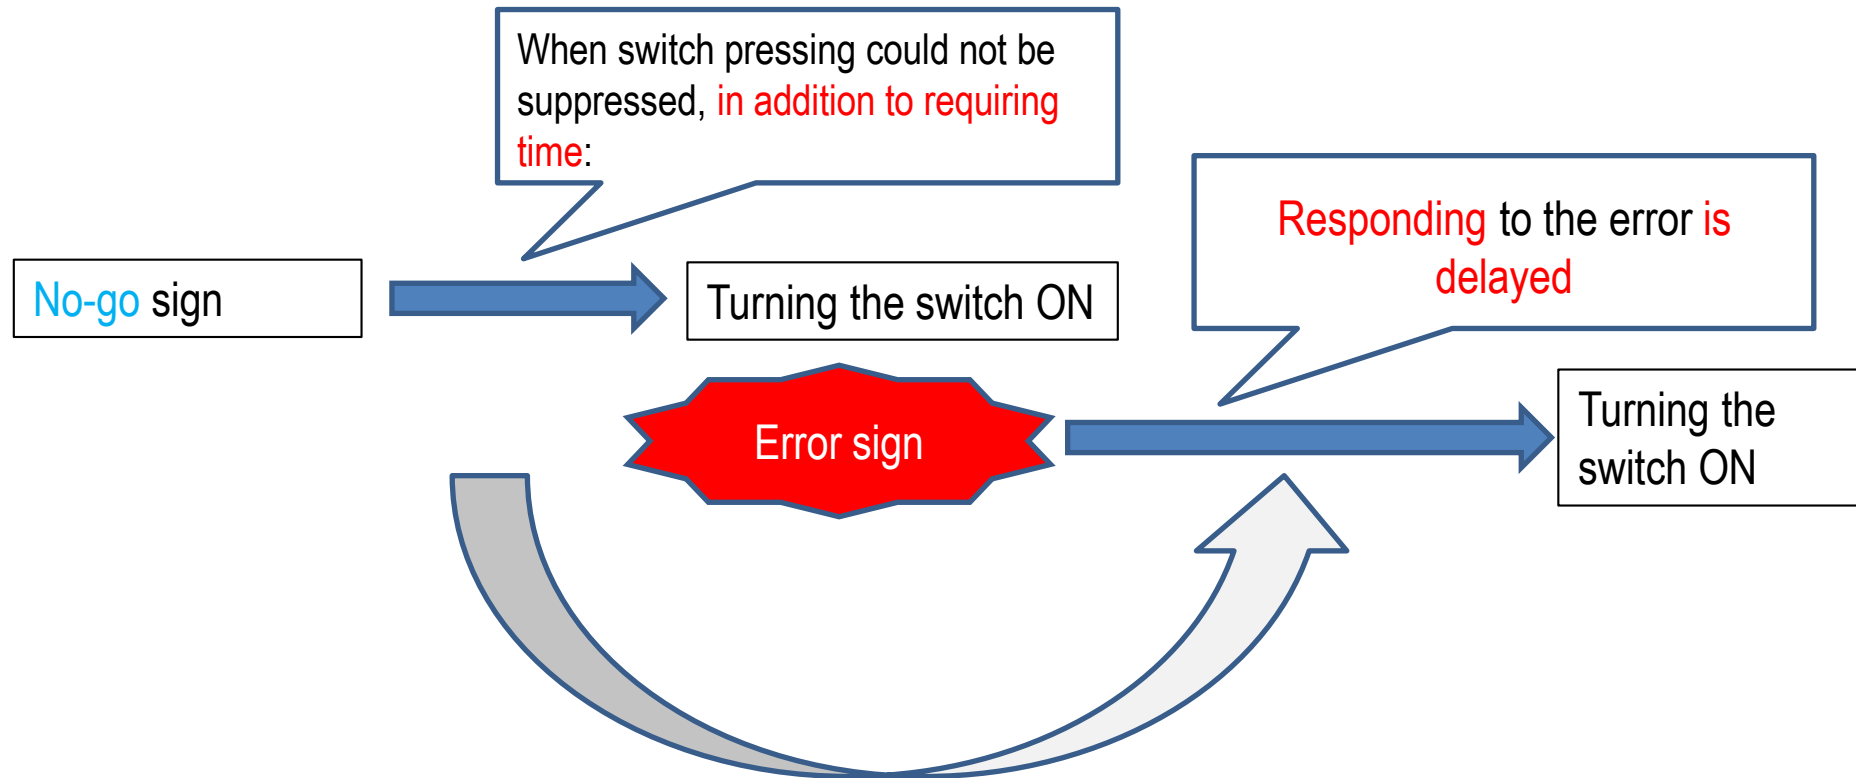 When switch pressing could not be
suppressed, in addition to requiring
time:
Responding to the error is
delayed
No-go sign
Turning the switch ON
Error sign
Turning the
switch ON